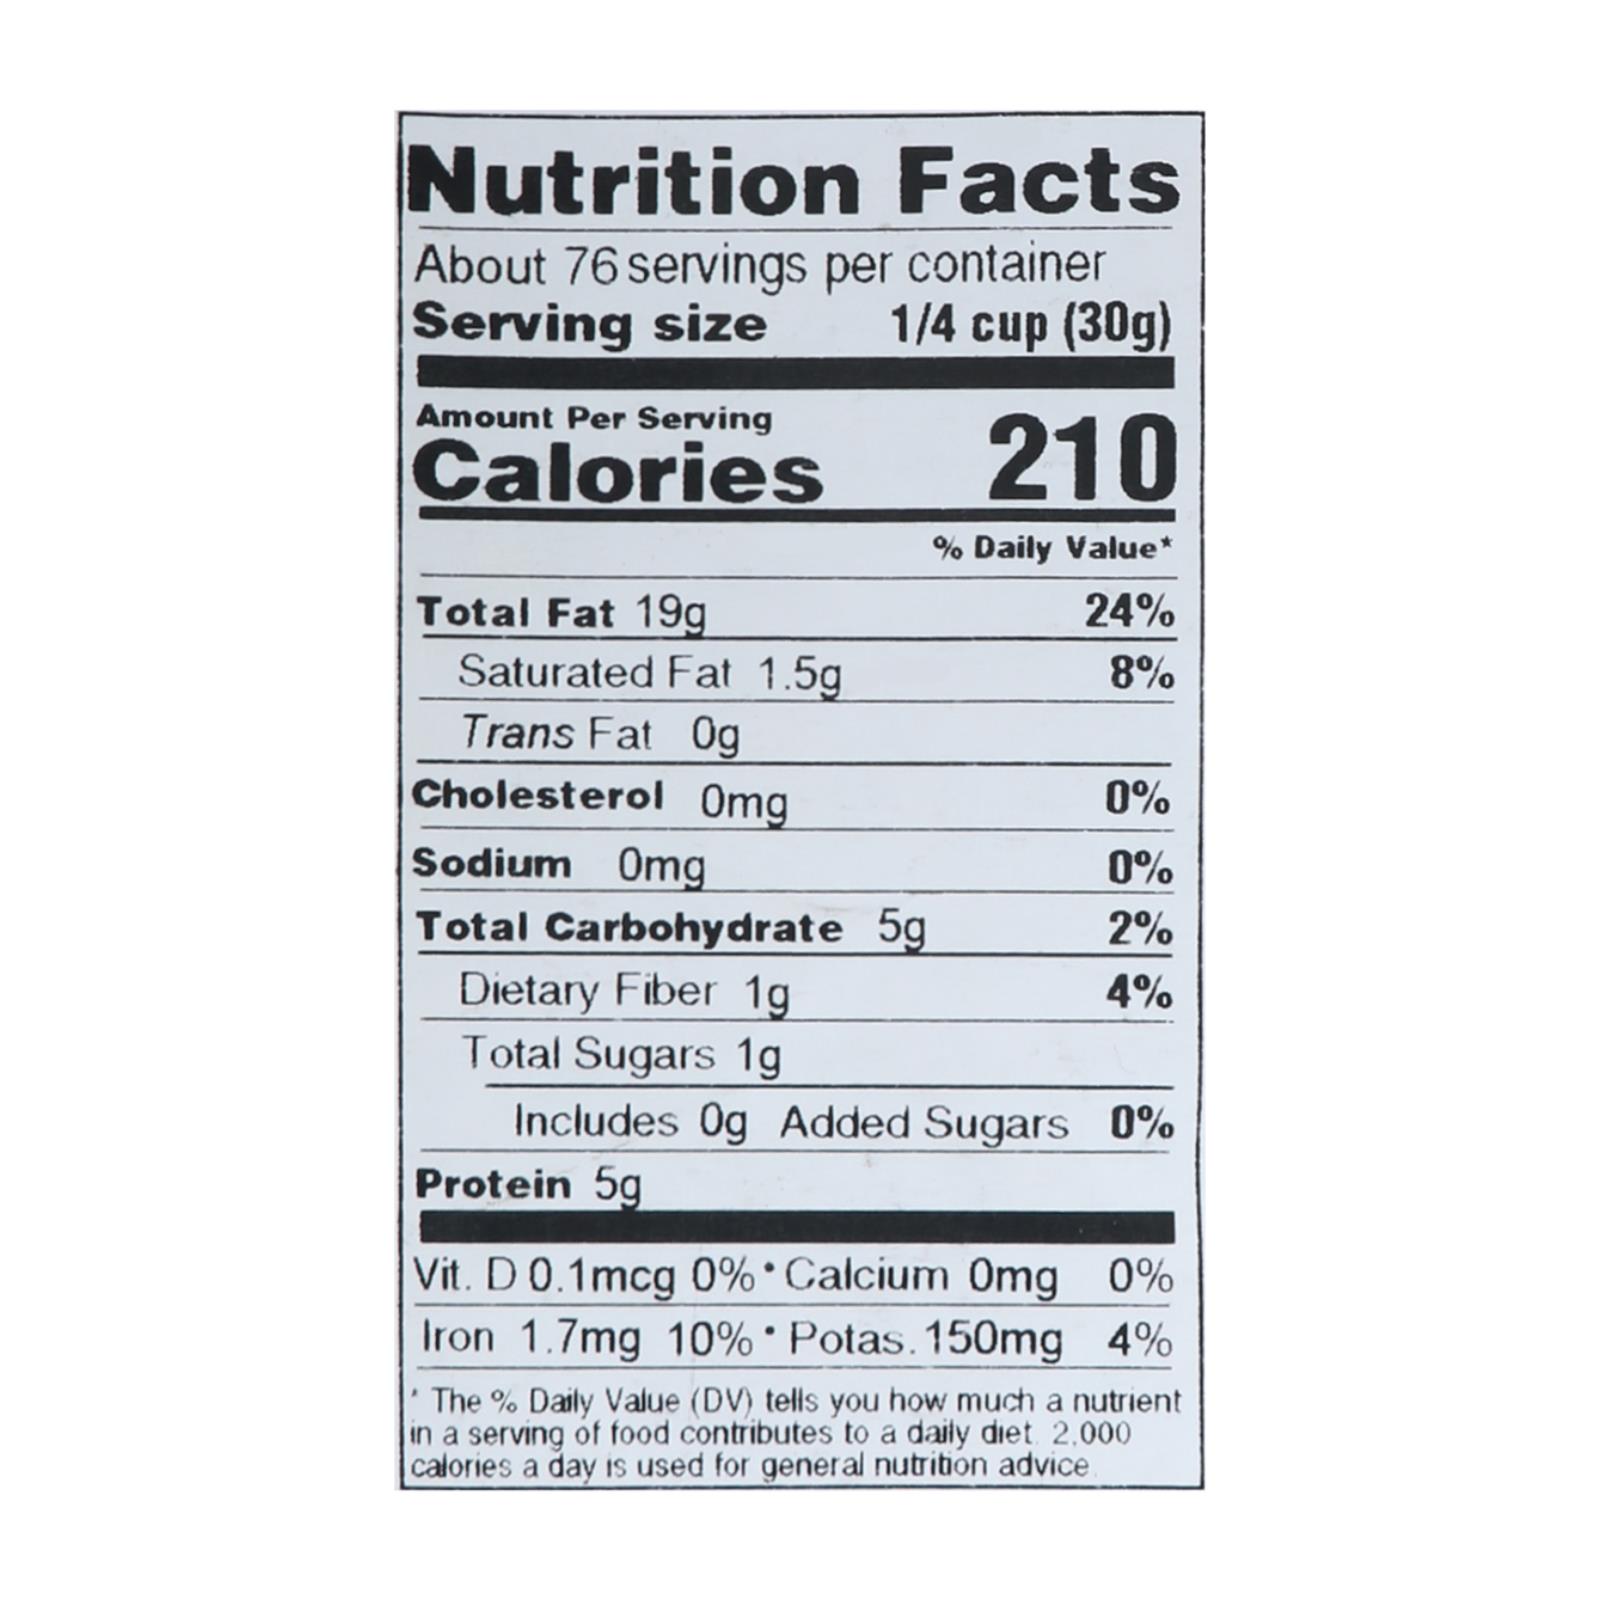 Nutrition Facts
About 76 servings per container
Serving size 1/4 cup (30g)
Amount Per Serving
Calories 210
% Daily Value*
Total Fat 19g 24%
Saturated Fat 1.5g 8%
Trans Fat 0g
Cholesterol 0mg 0%
Sodium 0mg 0%
Total Carbohydrate 5g 2%
Dietary Fiber 1g 4%
Total Sugars 1g
Includes 0g Added Sugars 0%
Protein 5g
Vit. D 0.1mcg 0% • Calcium 0mg 0%
Iron 1.7mg 10% • Potas. 150mg 4%
* The % Daily Value (DV) tells you how much a nutrient
in a serving of food contributes to a daily diet. 2,000
calories a day is used for general nutrition advice.